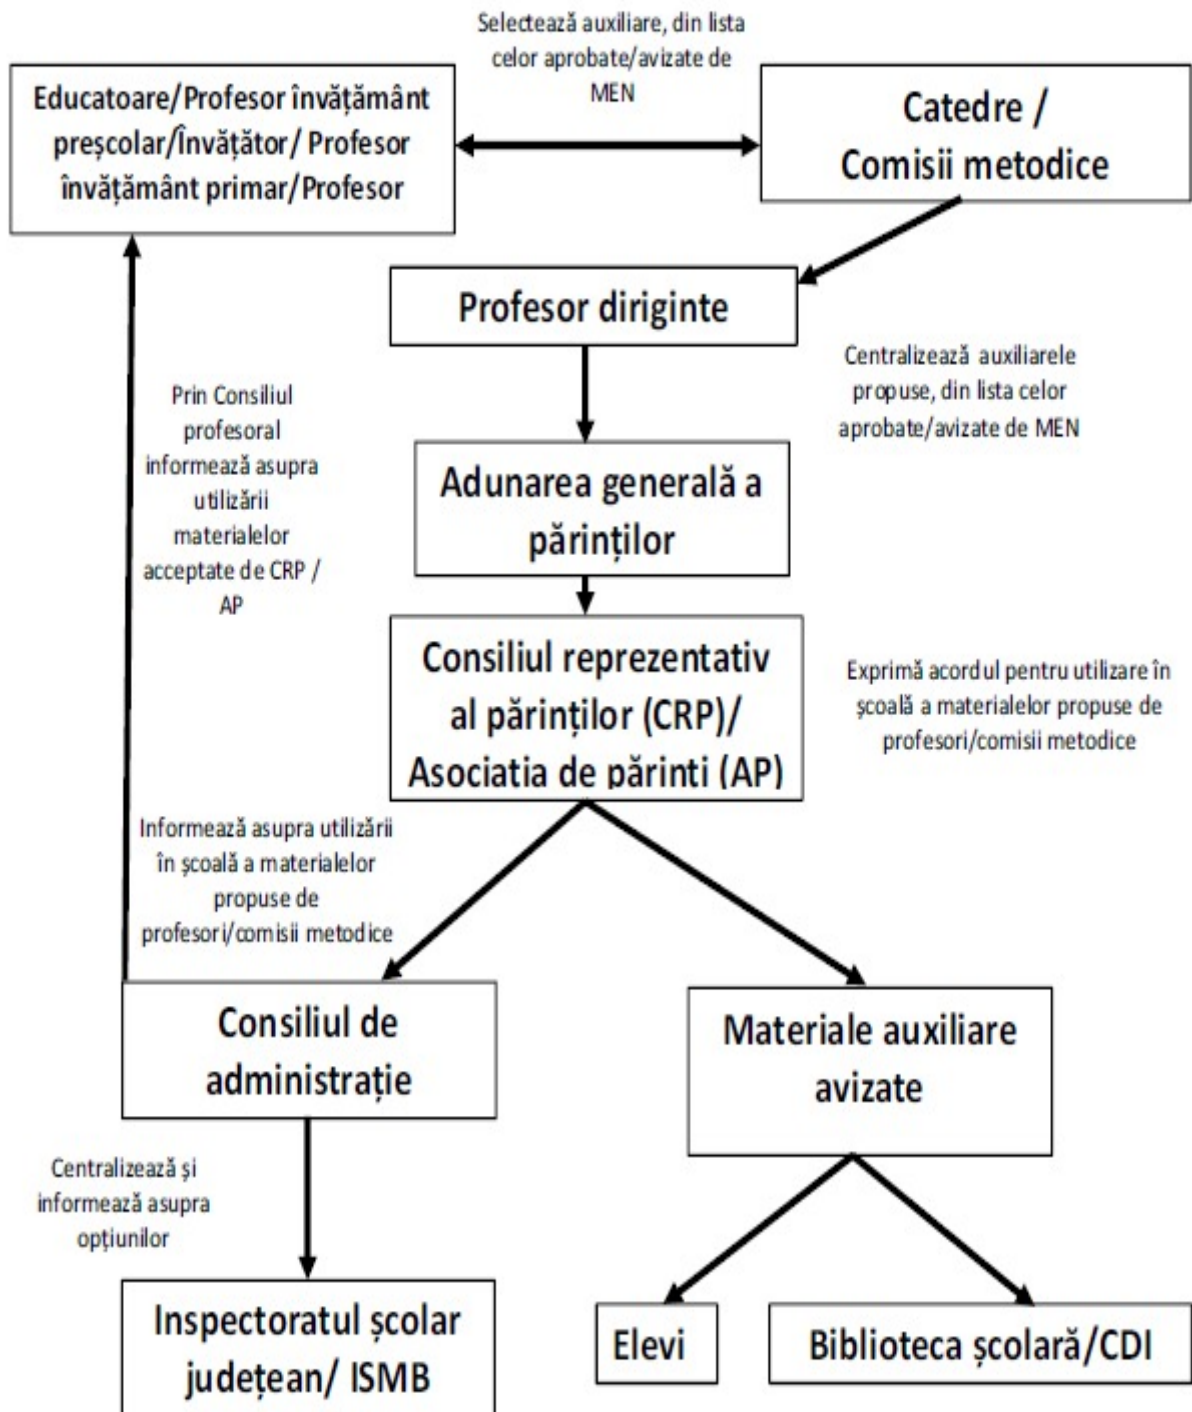 Selectează auxiliare, din lista
celor aprobate/avizate de
MEN
Educatoare/Profesor învățământ
preșcolar/Învățător/ Profesor
învățământ primar/Profesor
Catedre /
Comisii metodice
Profesor diriginte
Centralizează auxiliarele
propuse, din lista celor
aprobate/avizate de MEN
Prin Consiliul
profesoral
informează asupra
utilizării
materialelor
acceptate de CRP /
AP
Adunarea generală a
părinților
Consiliul reprezentativ
al părinților (CRP)/
Asociatia de părinti (AP)
Exprimă acordul pentru utilizare în
școală a materialelor propuse de
profesori/comisii metodice
Informează asupra utilizării
în școală a materialelor
propuse de
profesori/comisii metodice
Consiliul de
administrație
Materiale auxiliare
avizate
Centralizează și
informează asupra
opțiunilor
Inspectoratul școlar
județean/ ISMB
Elevi
Biblioteca școlară/CDI